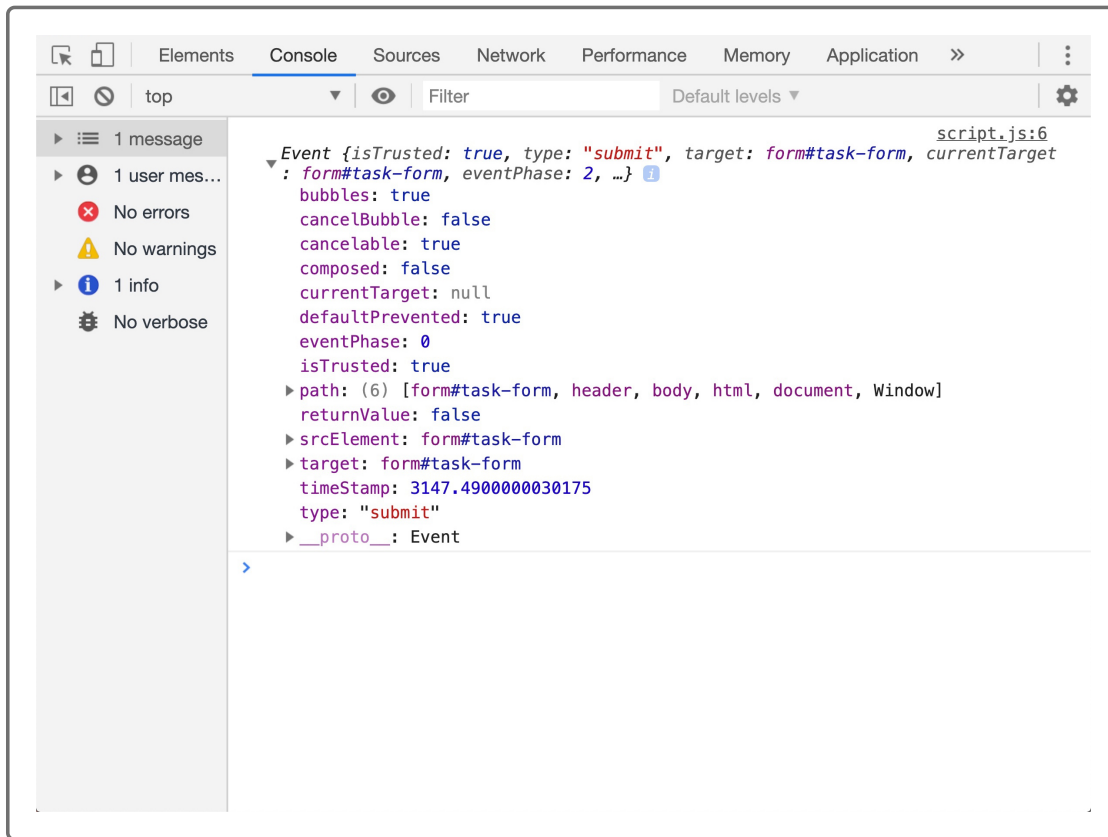 Elements Console Sources Network Performance Memory Application »
top ▼ Filter Default levels ▼
1 message
1 user mes…
No errors
No warnings
1 info
No verbose
script.js:6
Event {isTrusted: true, type: "submit", target: form#task-form, currentTarget
: form#task-form, eventPhase: 2, …} i
bubbles: true
cancelBubble: false
cancelable: true
composed: false
currentTarget: null
defaultPrevented: true
eventPhase: 0
isTrusted: true
path: (6) [form#task-form, header, body, html, document, Window]
returnValue: false
srcElement: form#task-form
target: form#task-form
timeStamp: 3147.4900000030175
type: "submit"
__proto__: Event
>